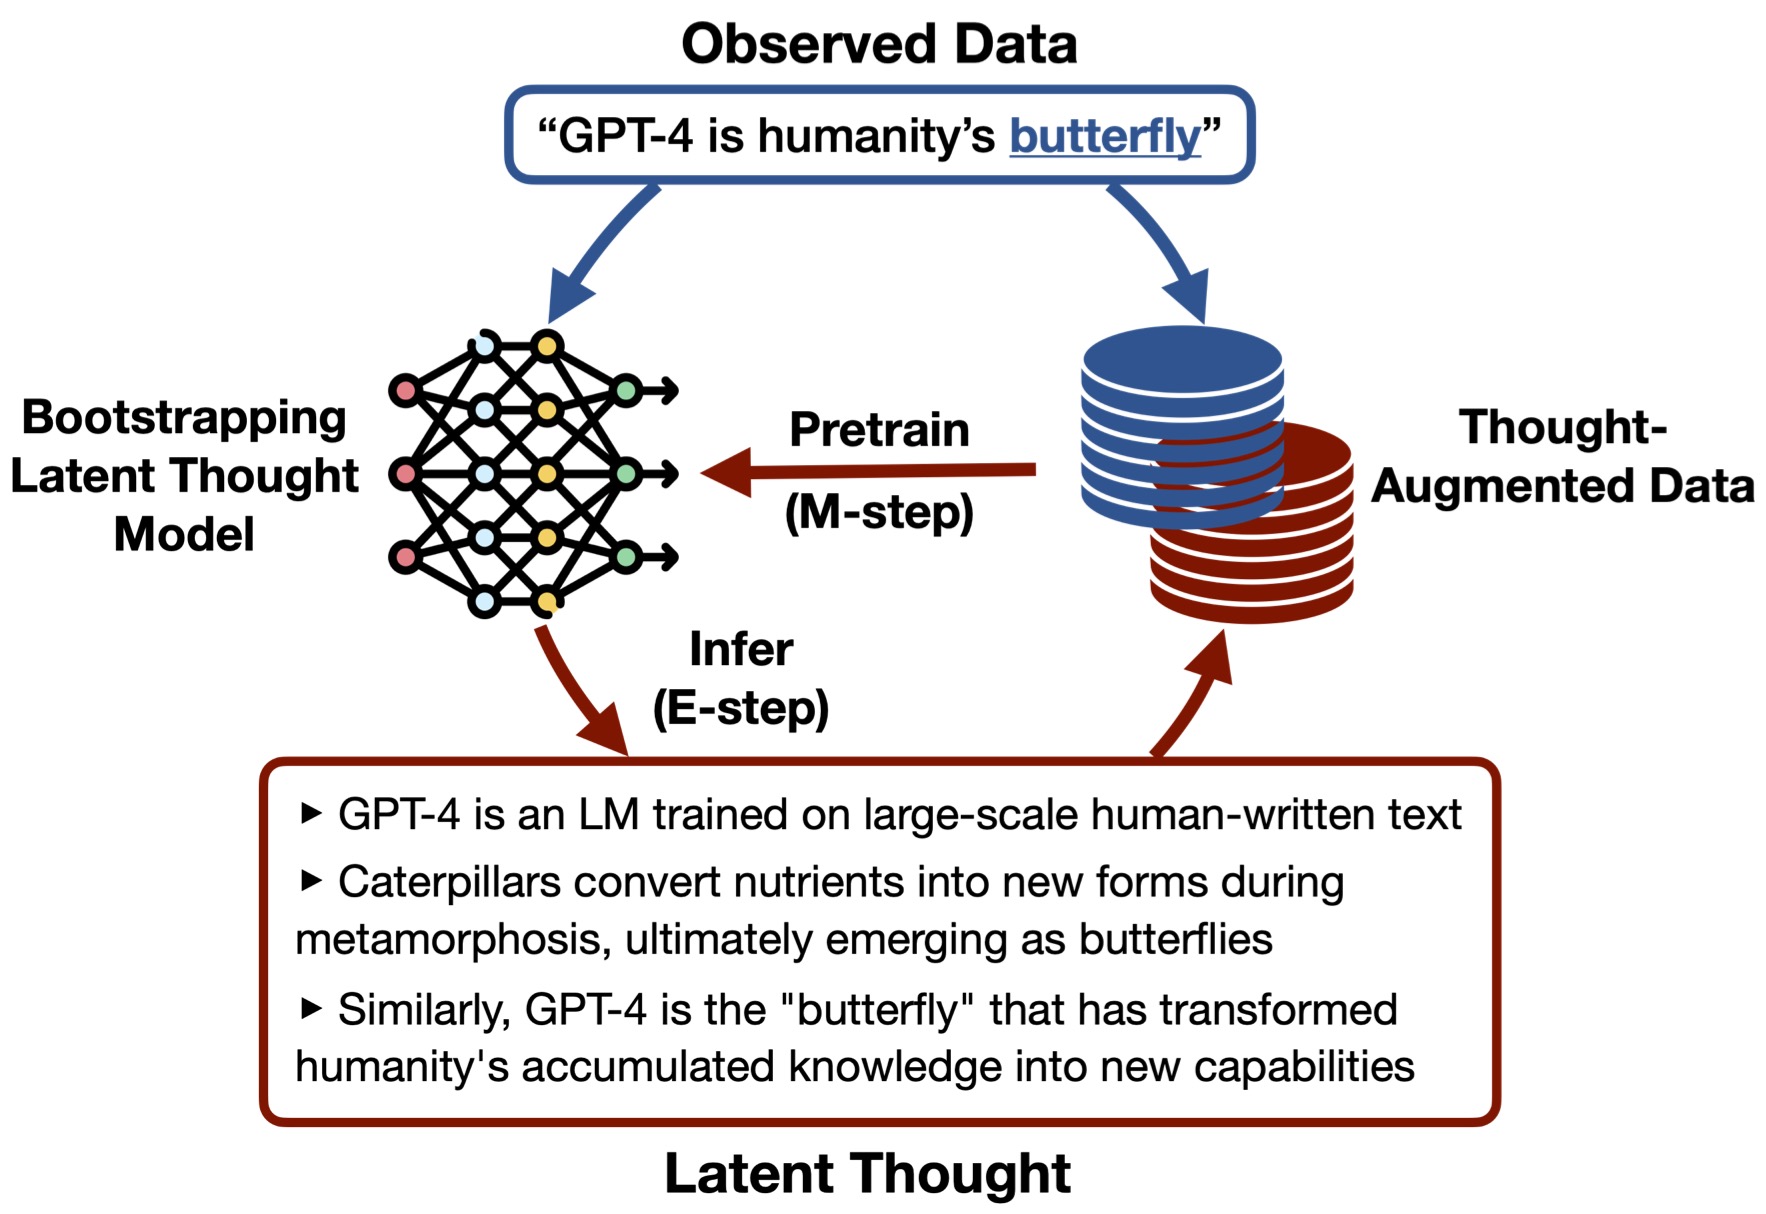 Observed Data
“GPT-4 is humanity’s butterfly”
Bootstrapping
Latent Thought
Model
Pretrain
(M-step)
Thought-
Augmented Data
Infer
(E-step)
► GPT-4 is an LM trained on large-scale human-written text
► Caterpillars convert nutrients into new forms during
metamorphosis, ultimately emerging as butterflies
► Similarly, GPT-4 is the "butterfly" that has transformed
humanity's accumulated knowledge into new capabilities
Latent Thought